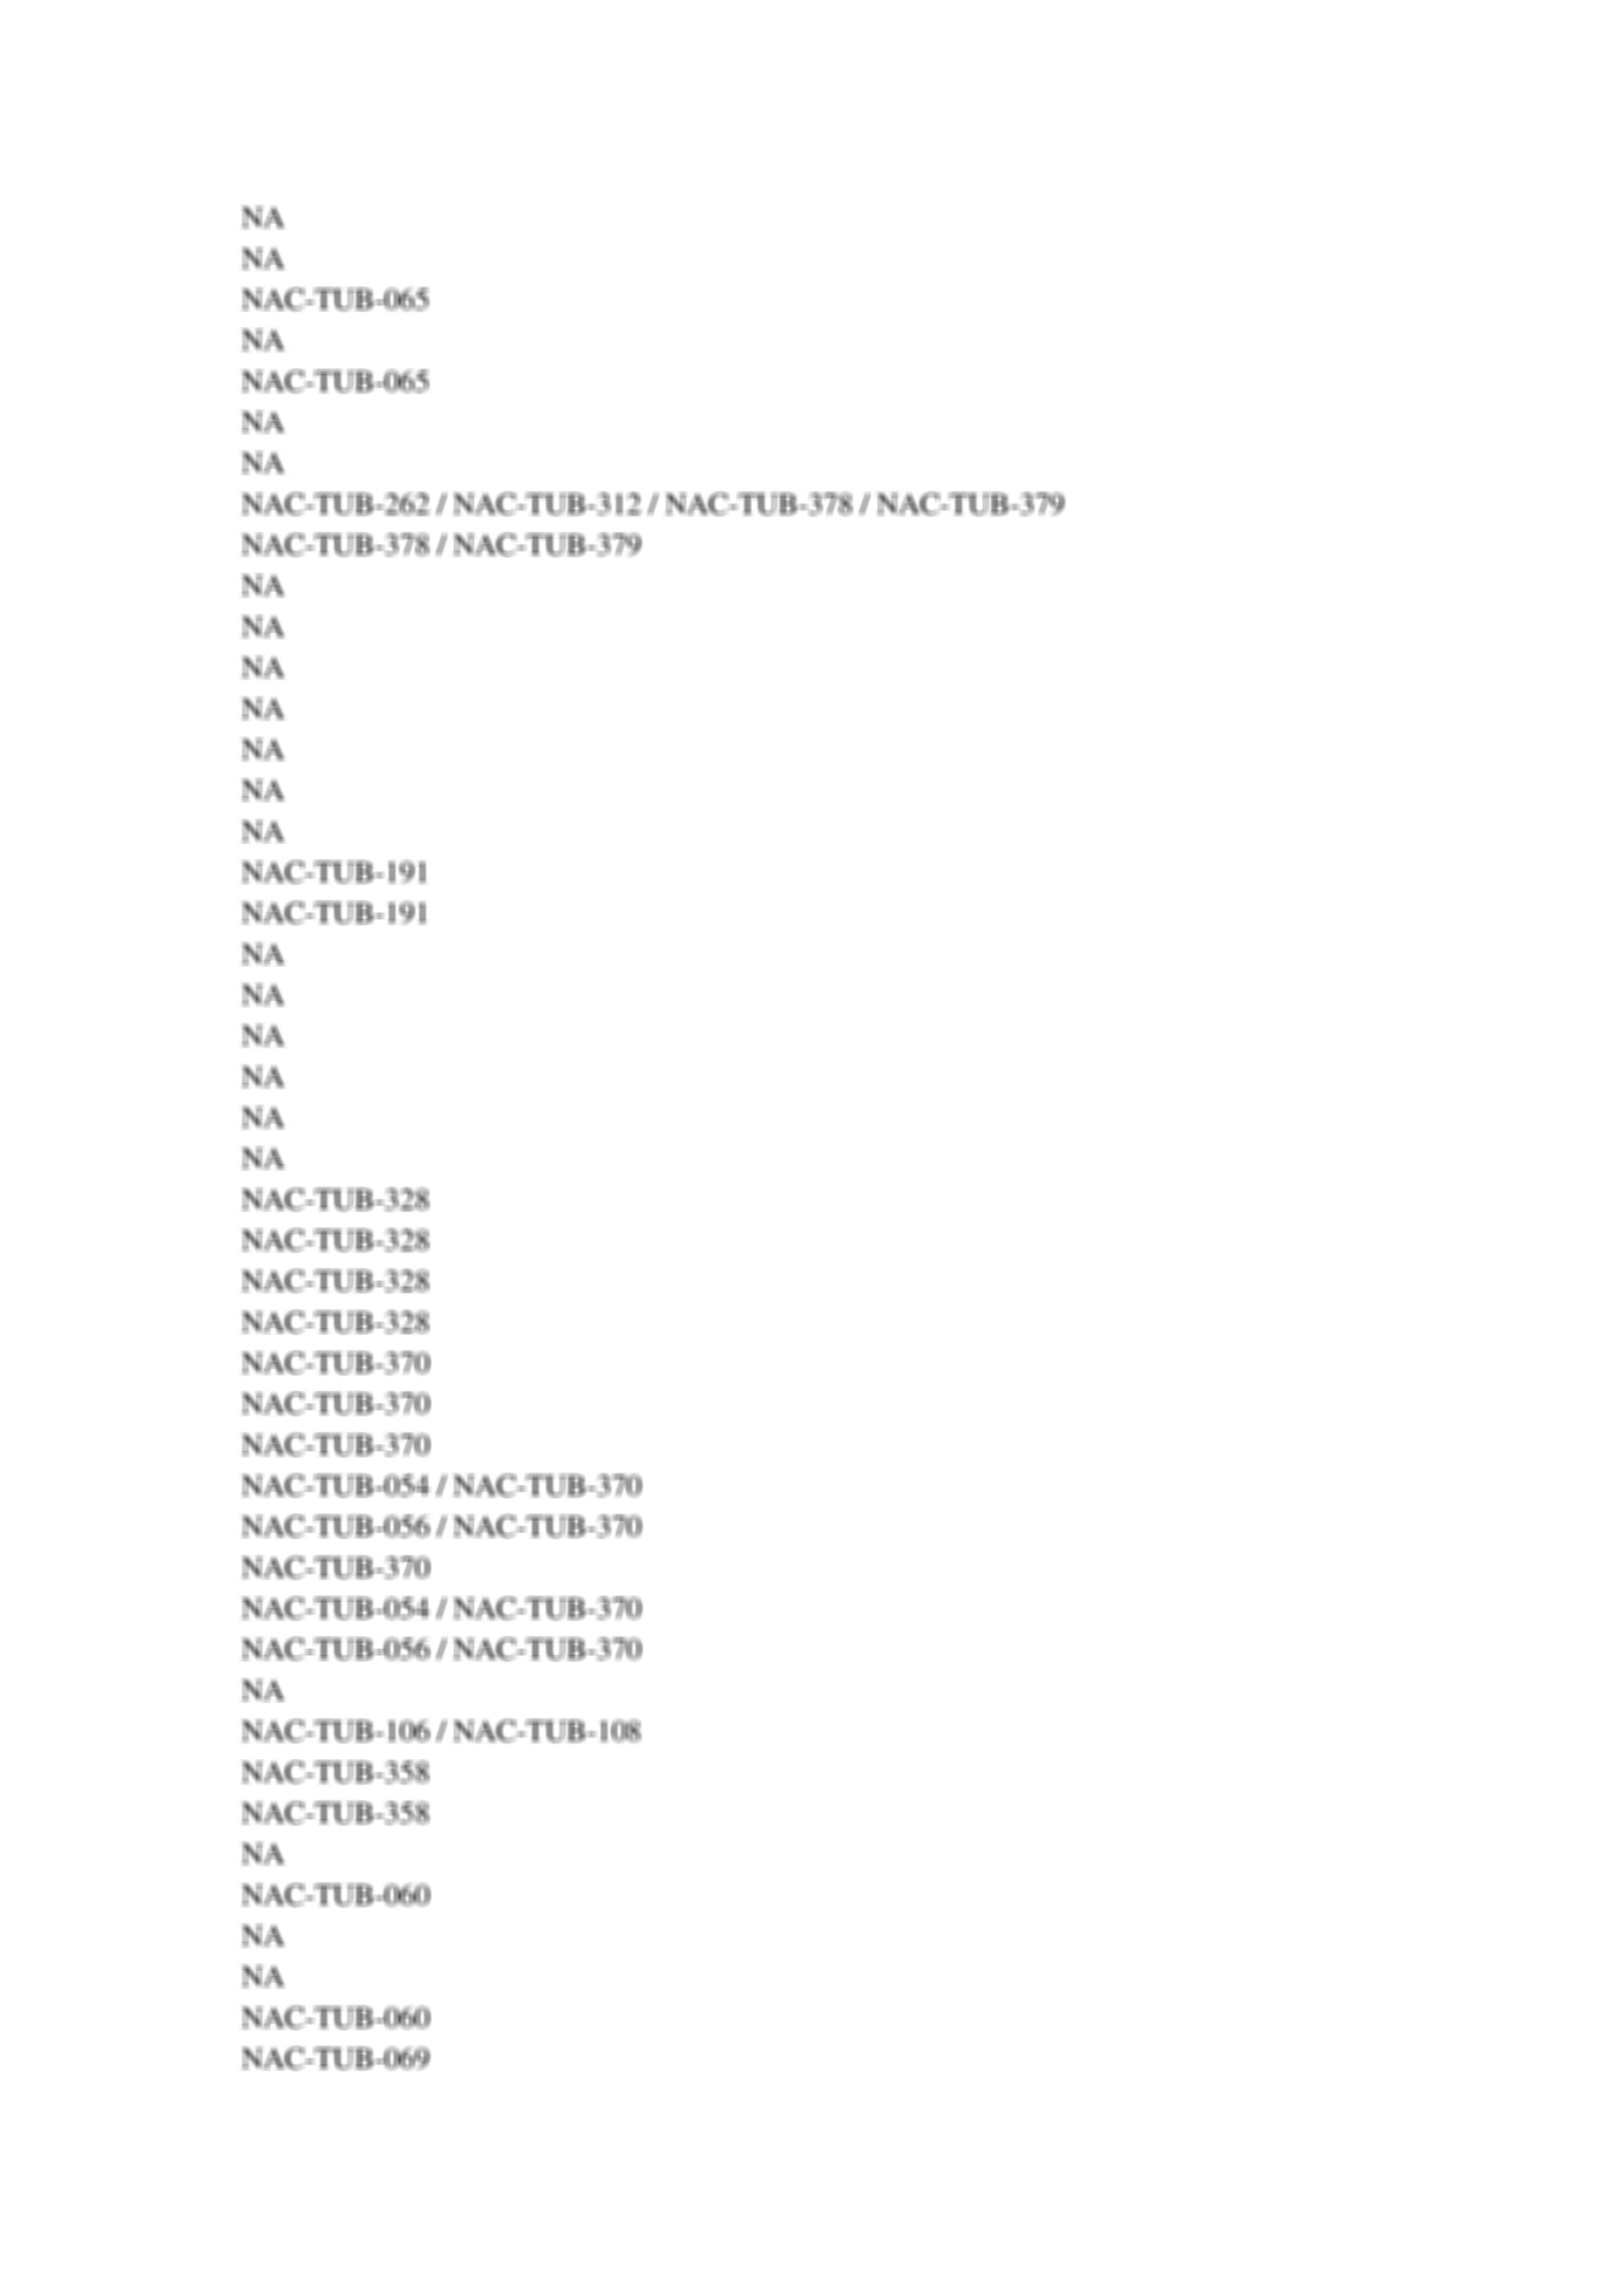 NA
NA
NAC-TUB-065
NA
NAC-TUB-065
NA
NA
NAC-TUB-262 / NAC-TUB-312 / NAC-TUB-378 / NAC-TUB-379
NAC-TUB-378 / NAC-TUB-379
NA
NA
NA
NA
NA
NA
NA
NAC-TUB-191
NAC-TUB-191
NA
NA
NA
NA
NA
NA
NAC-TUB-328
NAC-TUB-328
NAC-TUB-328
NAC-TUB-328
NAC-TUB-370
NAC-TUB-370
NAC-TUB-370
NAC-TUB-054 / NAC-TUB-370
NAC-TUB-056 / NAC-TUB-370
NAC-TUB-370
NAC-TUB-054 / NAC-TUB-370
NAC-TUB-056 / NAC-TUB-370
NA
NAC-TUB-106 / NAC-TUB-108
NAC-TUB-358
NAC-TUB-358
NA
NAC-TUB-060
NA
NA
NAC-TUB-060
NAC-TUB-069